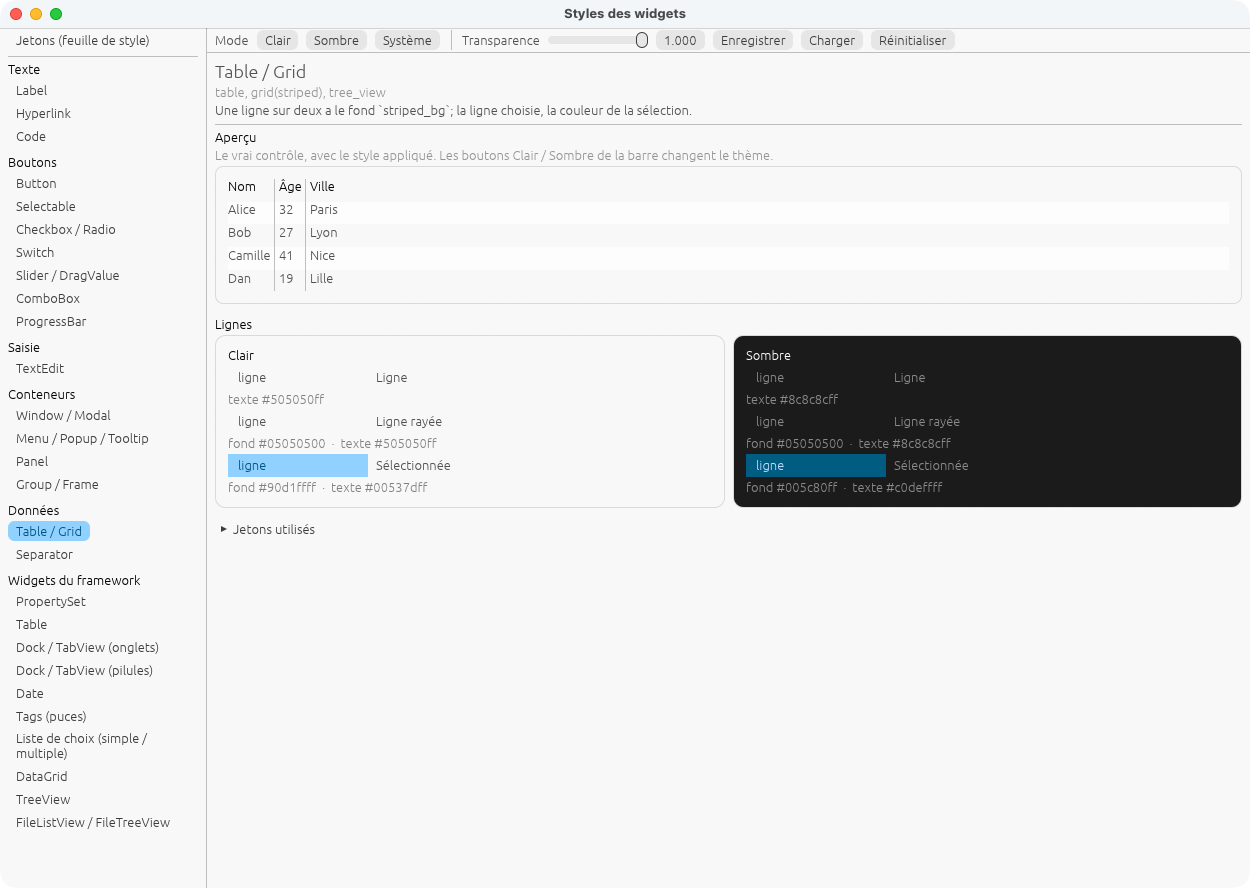 Styles des widgets
Jetons (feuille de style)
Texte
Label
Hyperlink
Code
Boutons
Button
Selectable
Checkbox / Radio
Switch
Slider / DragValue
ComboBox
ProgressBar
Saisie
TextEdit
Conteneurs
Window / Modal
Menu / Popup / Tooltip
Panel
Group / Frame
Données
Table / Grid
Separator
Widgets du framework
PropertySet
Table
Dock / TabView (onglets)
Dock / TabView (pilules)
Date
Tags (puces)
Liste de choix (simple /
multiple)
DataGrid
TreeView
FileListView / FileTreeView
Mode Clair Sombre Système Transparence 1.000 Enregistrer Charger Réinitialiser
Table / Grid
table, grid(striped), tree_view
Une ligne sur deux a le fond `striped_bg`; la ligne choisie, la couleur de la sélection.
Aperçu
Le vrai contrôle, avec le style appliqué. Les boutons Clair / Sombre de la barre changent le thème.
Nom Âge Ville
Alice 32 Paris
Bob 27 Lyon
Camille 41 Nice
Dan 19 Lille
Lignes
Clair
ligne Ligne
texte #505050ff
ligne Ligne rayée
fond #05050500 · texte #505050ff
ligne Sélectionnée
fond #90d1ffff · texte #00537dff
Sombre
ligne Ligne
texte #8c8c8cff
ligne Ligne rayée
fond #05050500 · texte #8c8c8cff
ligne Sélectionnée
fond #005c80ff · texte #c0deffff
Jetons utilisés